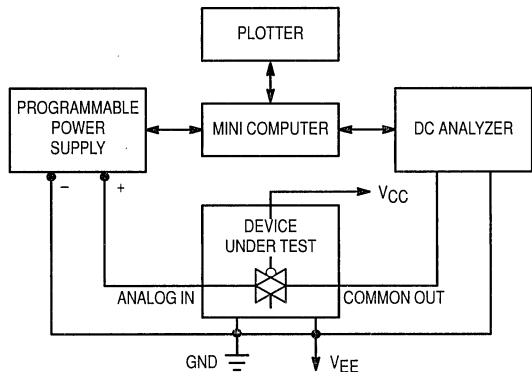 PLOTTER
PROGRAMMABLE
POWER
SUPPLY
MINI COMPUTER
DC ANALYZER
–
+
VCC
DEVICE
UNDER TEST
ANALOG IN
COMMON OUT
GND
VEE